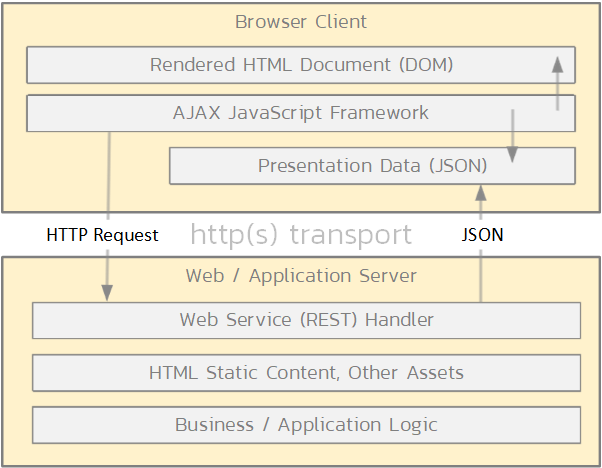 Browser Client
Rendered HTML Document (DOM)
AJAX JavaScript Framework
Presentation Data (JSON)
HTTP Request http(s) transport JSON
Web / Application Server
Web Service (REST) Handler
HTML Static Content, Other Assets
Business / Application Logic